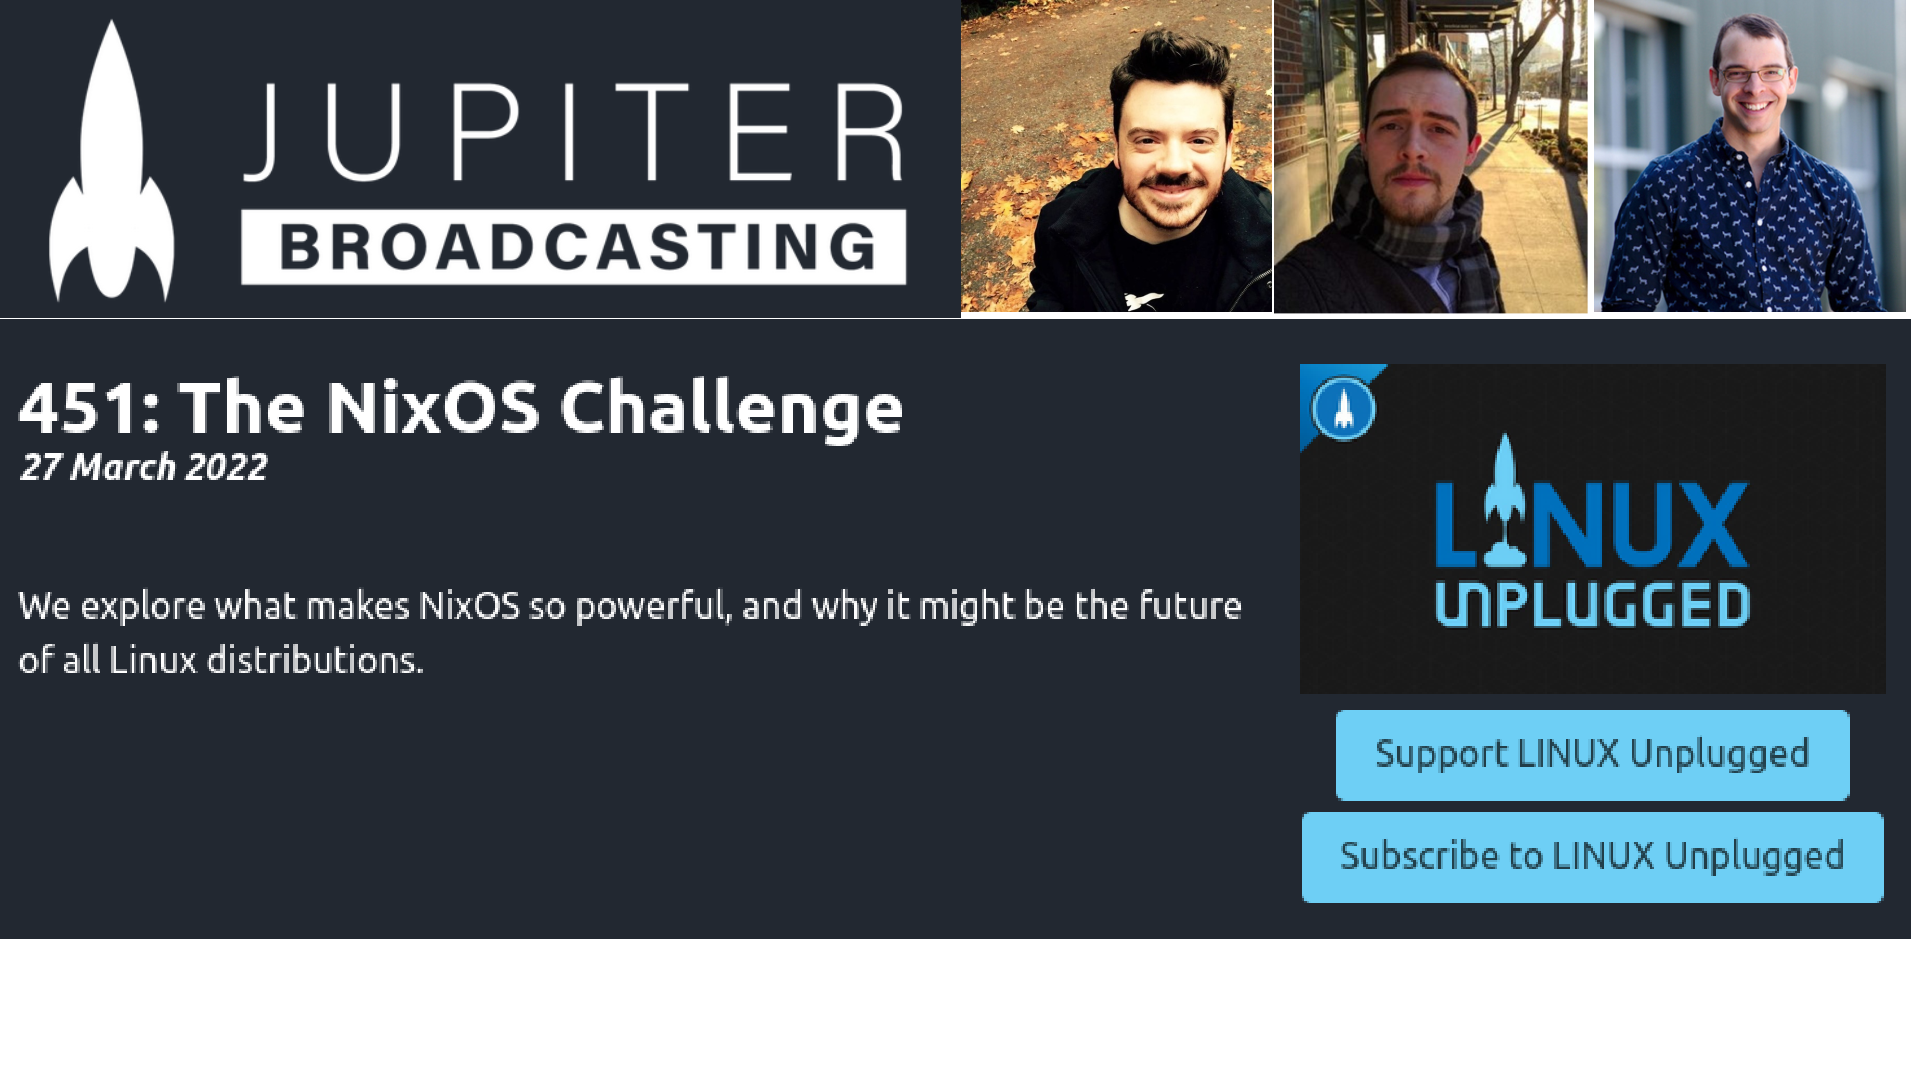 JUPITER
BROADCASTING
451: The NixOS Challenge
27 March 2022
We explore what makes NixOS so powerful, and why it might be the future
of all Linux distributions.
LINUX
UNPLUGGED
Support LINUX Unplugged
Subscribe to LINUX Unplugged